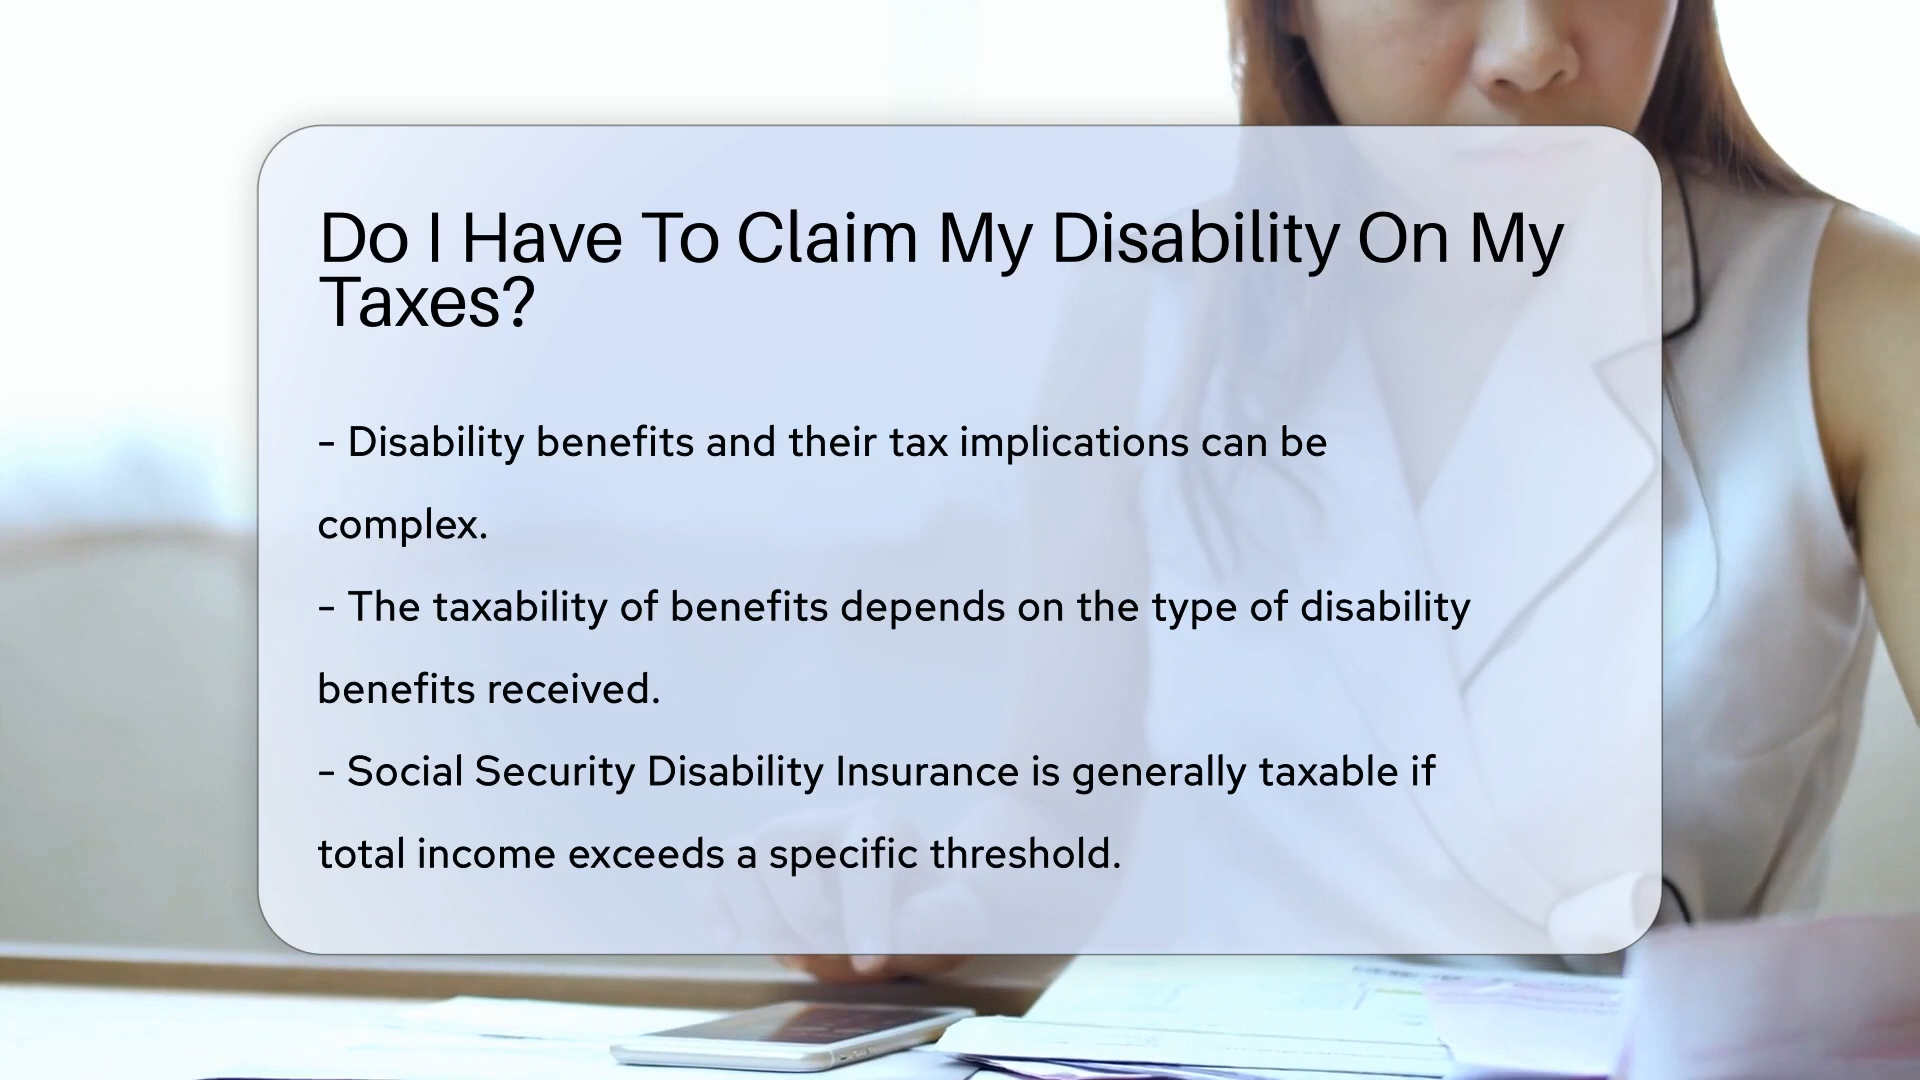 Do I Have To Claim My Disability On My
Taxes?
- Disability benefits and their tax implications can be
complex.
- The taxability of benefits depends on the type of disability
benefits received.
- Social Security Disability Insurance is generally taxable if
total income exceeds a specific threshold.